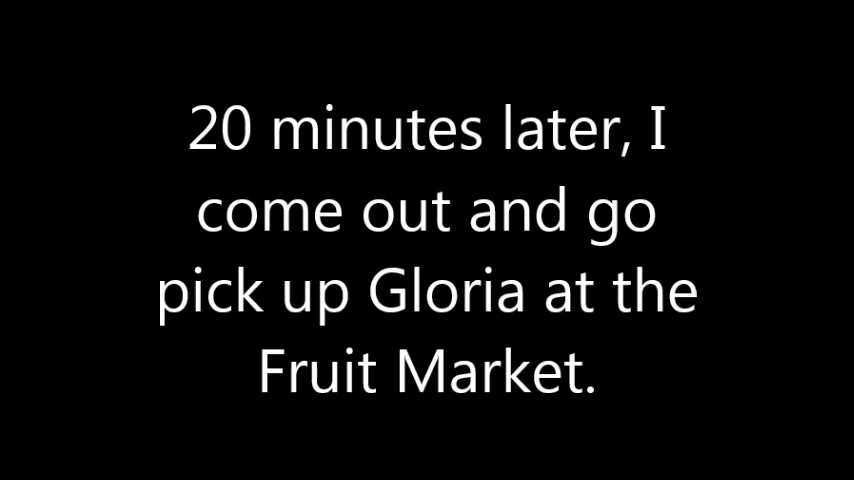 20 minutes later, I
come out and go
pick up Gloria at the
Fruit Market.